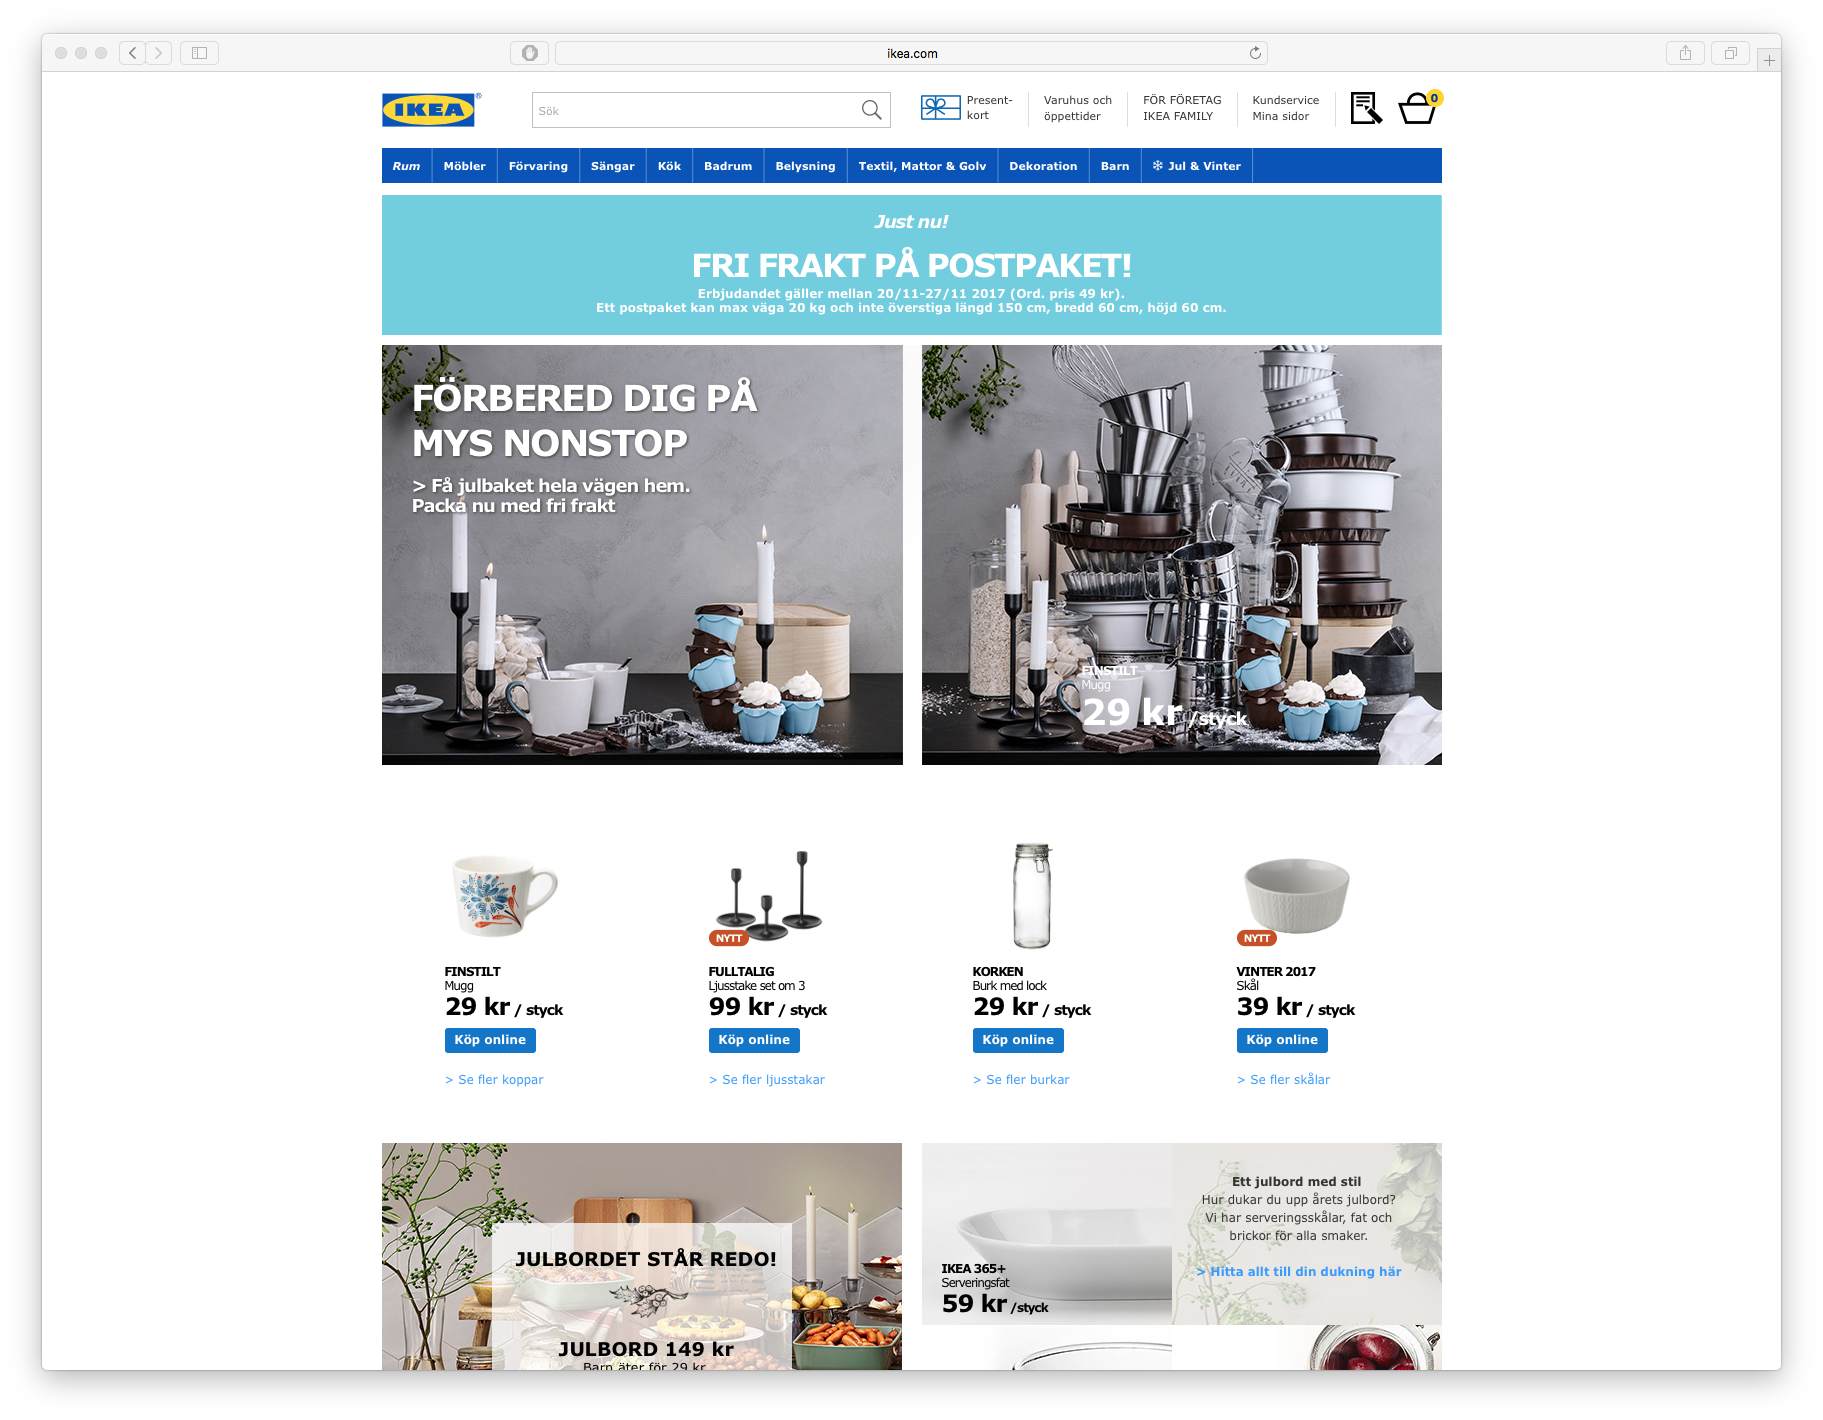 ikea.com
IKEA®
Sök
Present-
kort
Varuhus och
öppettider
FÖR FÖRETAG
IKEA FAMILY
Kundservice
Mina sidor
0
Rum
Möbler
Förvaring
Sängar
Kök
Badrum
Belysning
Textil, Mattor & Golv
Dekoration
Barn
❄ Jul & Vinter
Just nu!
FRI FRAKT PÅ POSTPAKET!
Erbjudandet gäller mellan 20/11-27/11 2017 (Ord. pris 49 kr).
Ett postpaket kan max väga 20 kg och inte överstiga längd 150 cm, bredd 60 cm, höjd 60 cm.
FÖRBERED DIG PÅ
MYS NONSTOP
> Få julbaket hela vägen hem.
Packa nu med fri frakt
FINSTILT
Mugg
29 kr /styck
FINSTILT
Mugg
29 kr / styck
Köp online
> Se fler koppar
NYTT
FULLTALIG
Ljusstake set om 3
99 kr / styck
Köp online
> Se fler ljusstakar
KORKEN
Burk med lock
29 kr / styck
Köp online
> Se fler burkar
NYTT
VINTER 2017
Skål
39 kr / styck
Köp online
> Se fler skålar
JULBORDET STÅR REDO!
JULBORD 149 kr
Barn äter för 29 kr
IKEA 365+
Serveringsfat
59 kr /styck
Ett julbord med stil
Hur dukar du upp årets julbord?
Vi har serveringsskålar, fat och
brickor för alla smaker.
> Hitta allt till din dukning här